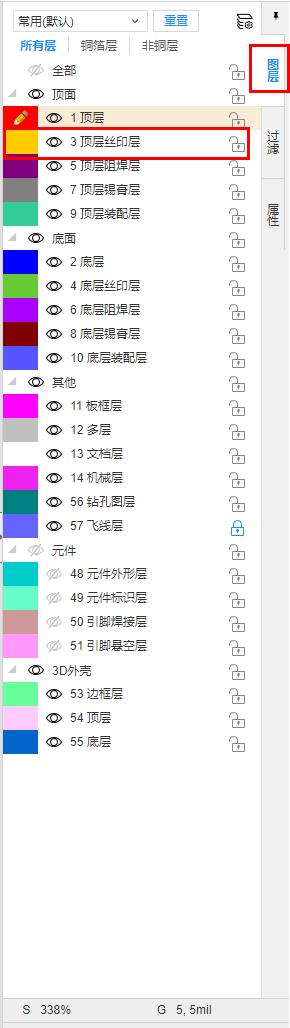 常用(默认) 重置
所有层 铜箔层 非铜层
图层
过滤
属性
全部
顶面
1 顶层
3 顶层丝印层
5 顶层阻焊层
7 顶层锡膏层
9 顶层装配层
底面
2 底层
4 底层丝印层
6 底层阻焊层
8 底层锡膏层
10 底层装配层
其他
11 板框层
12 多层
13 文档层
14 机械层
56 钻孔图层
57 飞线层
元件
48 元件外形层
49 元件标识层
50 引脚焊接层
51 引脚悬空层
3D外壳
53 边框层
54 顶层
55 底层
S 338% G 5, 5mil